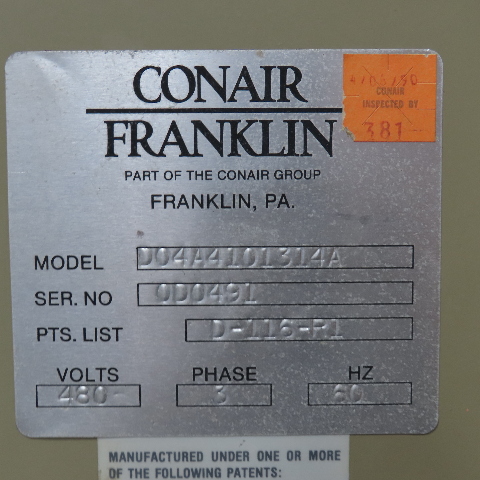 CONAIR
FRANKLIN
PART OF THE CONAIR GROUP
FRANKLIN, PA.
CONAIR
INSPECTED BY
381
MODEL D04A4101314A
SER. NO 0D0491
PTS. LIST D-116-R1
VOLTS PHASE HZ
480 3 60
MANUFACTURED UNDER ONE OR MORE
OF THE FOLLOWING PATENTS: